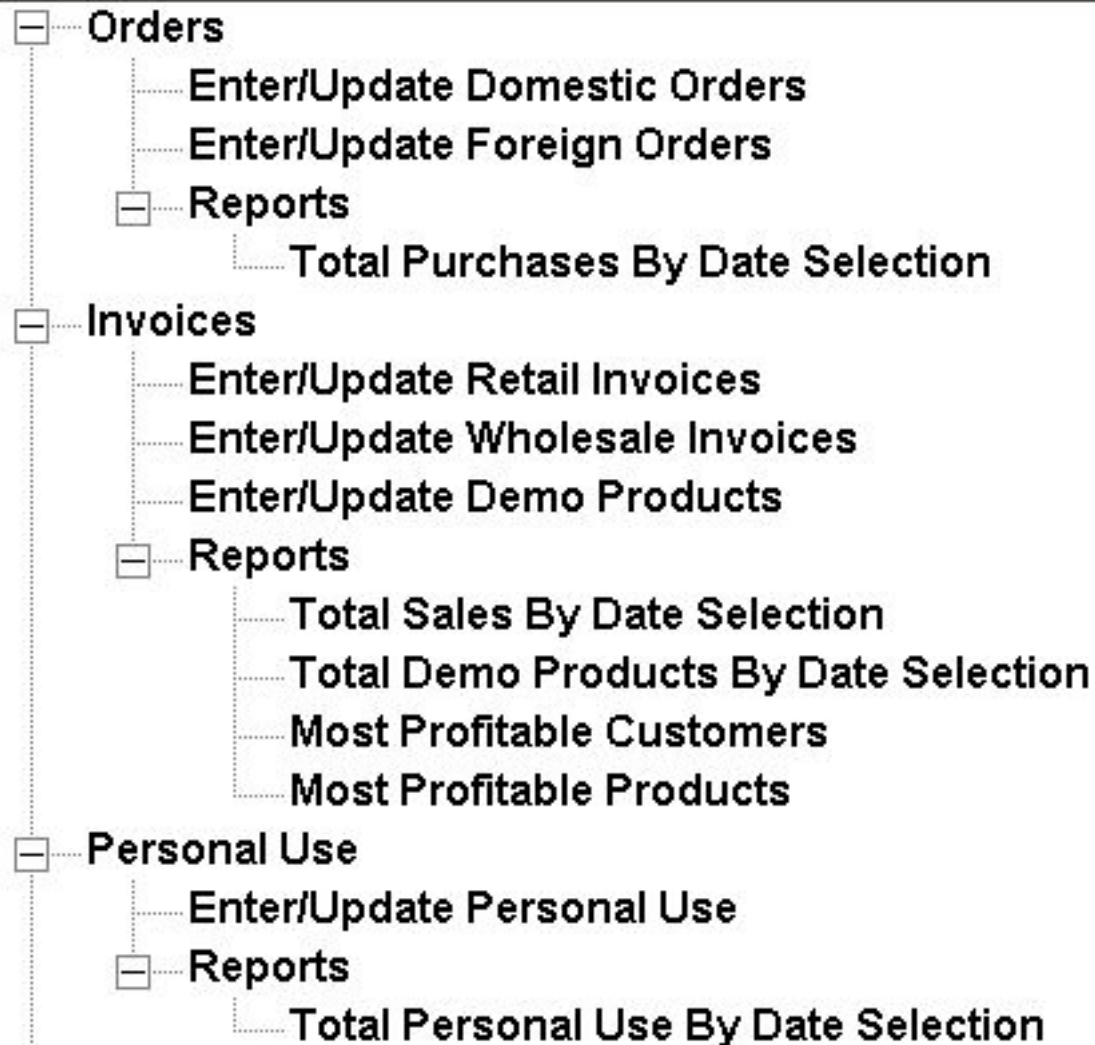 Orders
Enter/Update Domestic Orders
Enter/Update Foreign Orders
Reports
Total Purchases By Date Selection
Invoices
Enter/Update Retail Invoices
Enter/Update Wholesale Invoices
Enter/Update Demo Products
Reports
Total Sales By Date Selection
Total Demo Products By Date Selection
Most Profitable Customers
Most Profitable Products
Personal Use
Enter/Update Personal Use
Reports
Total Personal Use By Date Selection